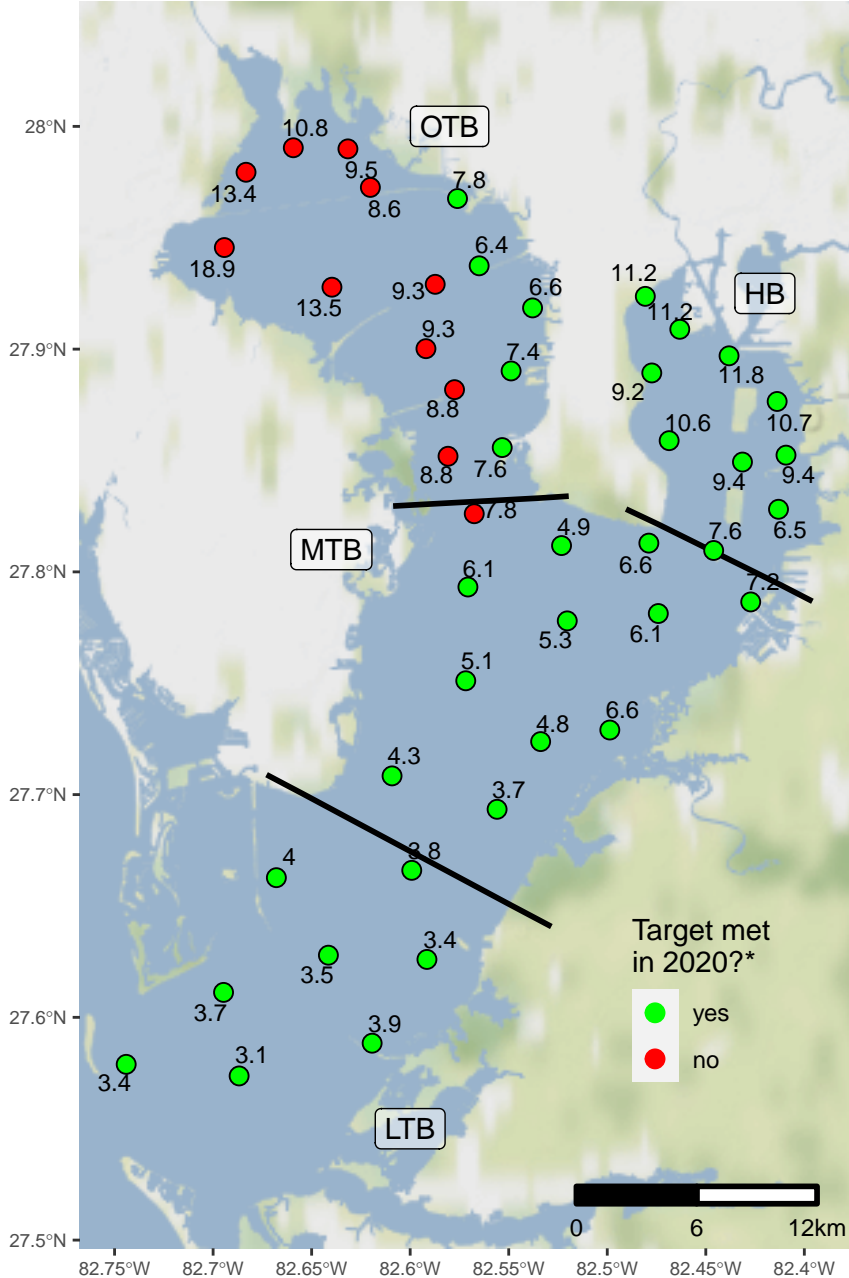 28°N
10.8
OTB
9.5
13.4
8.6
7.8
6.4
18.9
11.2
HB
9.3
6.6
13.5
11.2
9.3
27.9°N
7.4
11.8
9.2
8.8
10.6
10.7
8.8
7.6
9.4
9.4
7.8
4.9
7.6
6.5
MTB
6.6
27.8°N
6.1
7.2
5.3
6.1
5.1
6.6
4.8
4.3
27.7°N
3.7
4
3.8
Target met
in 2020?*
3.4
3.5
yes
3.7
27.6°N
3.9
3.1
no
3.4
LTB
0
6
12km
27.5°N
82.75°W
82.7°W
82.65°W
82.6°W
82.55°W
82.5°W
82.45°W
82.4°W